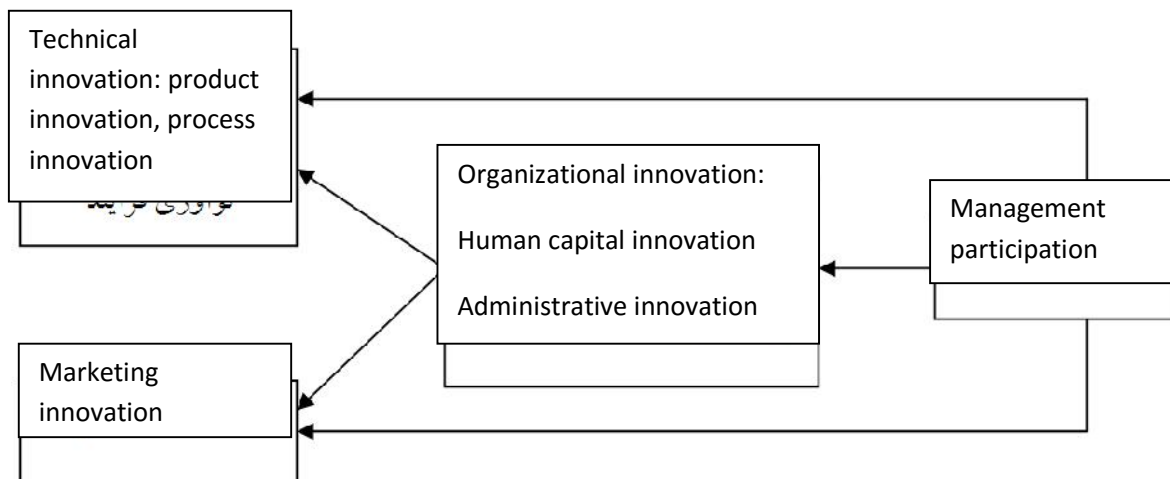 Technical
innovation: product
innovation, process
innovation
Organizational innovation:
Human capital innovation
Administrative innovation
Management
participation
Marketing
innovation